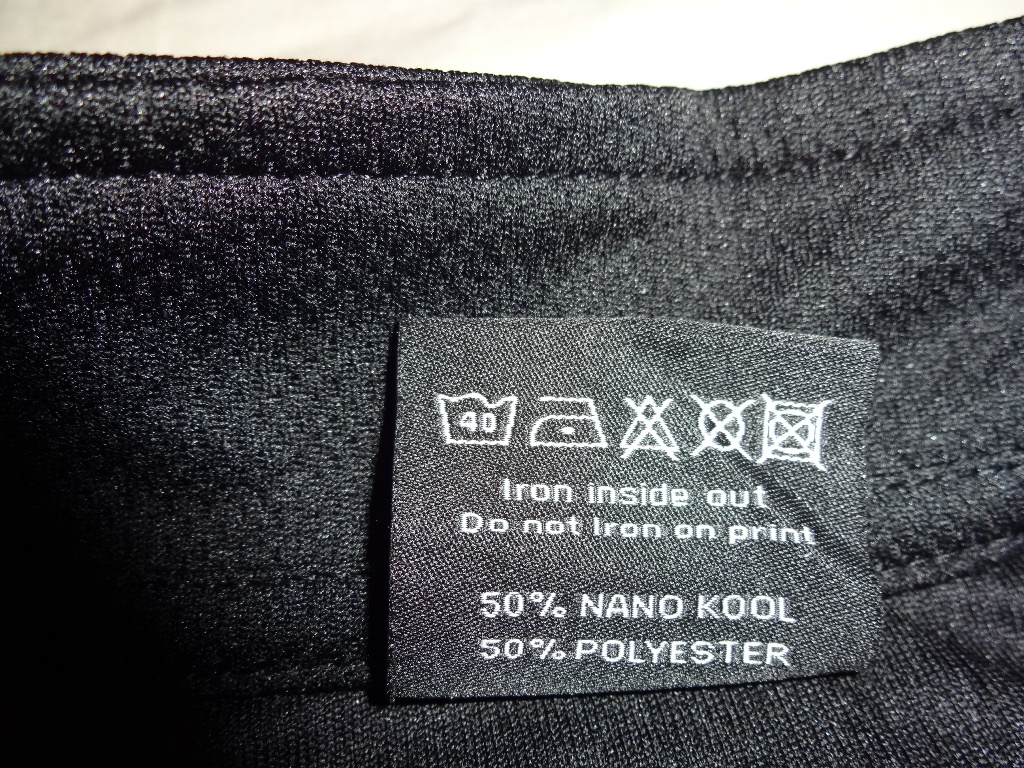 40
Iron inside out
Do not Iron on print
50% NANO KOOL
50% POLYESTER